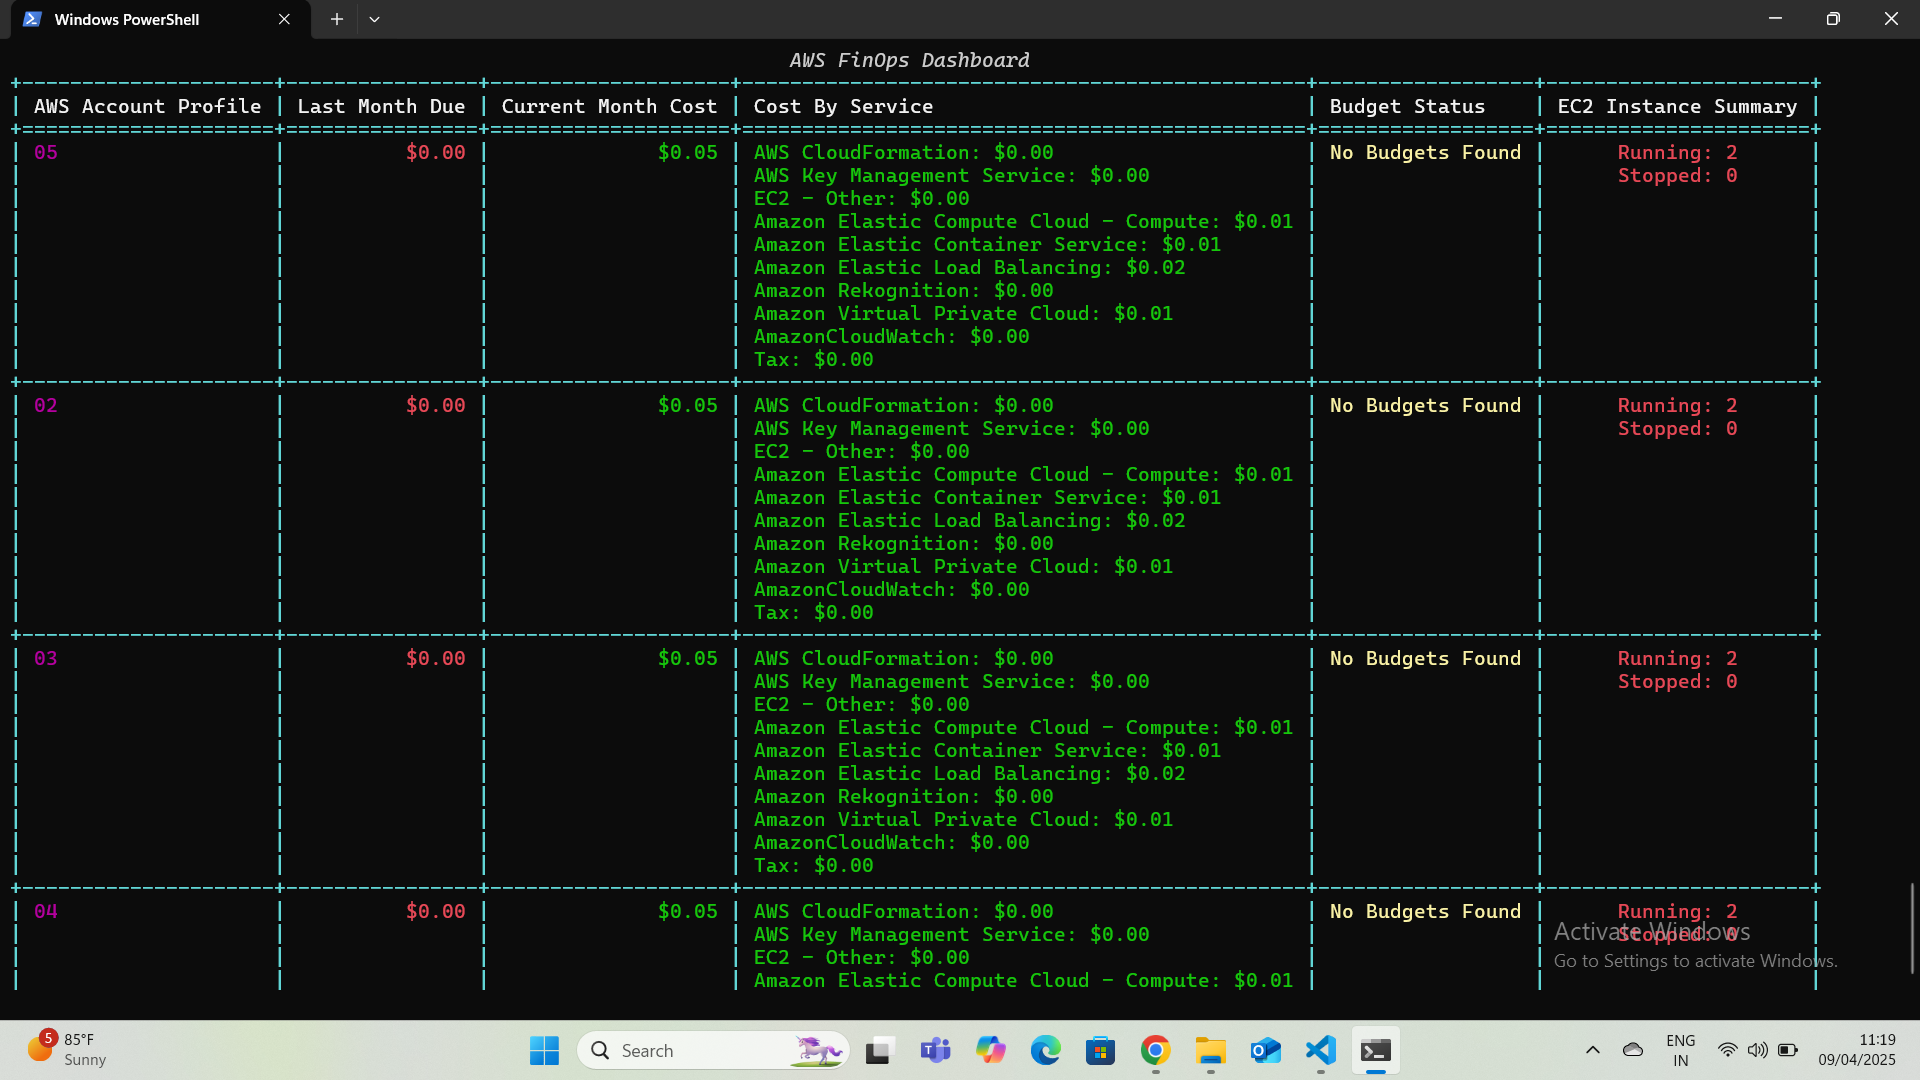 Windows PowerShell
AWS FinOps Dashboard
AWS Account Profile | Last Month Due | Current Month Cost | Cost By Service | Budget Status | EC2 Instance Summary
05 | $0.00 | $0.05 | AWS CloudFormation: $0.00 | No Budgets Found | Running: 2
AWS Key Management Service: $0.00 | Stopped: 0
EC2 - Other: $0.00
Amazon Elastic Compute Cloud - Compute: $0.01
Amazon Elastic Container Service: $0.01
Amazon Elastic Load Balancing: $0.02
Amazon Rekognition: $0.00
Amazon Virtual Private Cloud: $0.01
AmazonCloudWatch: $0.00
Tax: $0.00
02 | $0.00 | $0.05 | AWS CloudFormation: $0.00 | No Budgets Found | Running: 2
AWS Key Management Service: $0.00 | Stopped: 0
EC2 - Other: $0.00
Amazon Elastic Compute Cloud - Compute: $0.01
Amazon Elastic Container Service: $0.01
Amazon Elastic Load Balancing: $0.02
Amazon Rekognition: $0.00
Amazon Virtual Private Cloud: $0.01
AmazonCloudWatch: $0.00
Tax: $0.00
03 | $0.00 | $0.05 | AWS CloudFormation: $0.00 | No Budgets Found | Running: 2
AWS Key Management Service: $0.00 | Stopped: 0
EC2 - Other: $0.00
Amazon Elastic Compute Cloud - Compute: $0.01
Amazon Elastic Container Service: $0.01
Amazon Elastic Load Balancing: $0.02
Amazon Rekognition: $0.00
Amazon Virtual Private Cloud: $0.01
AmazonCloudWatch: $0.00
Tax: $0.00
04 | $0.00 | $0.05 | AWS CloudFormation: $0.00 | No Budgets Found | Running: 2
AWS Key Management Service: $0.00 | Stopped: 0
EC2 - Other: $0.00
Amazon Elastic Compute Cloud - Compute: $0.01
Activate Windows
Go to Settings to activate Windows.
5
85°F
Sunny
Search
ENG
IN
11:19
09/04/2025